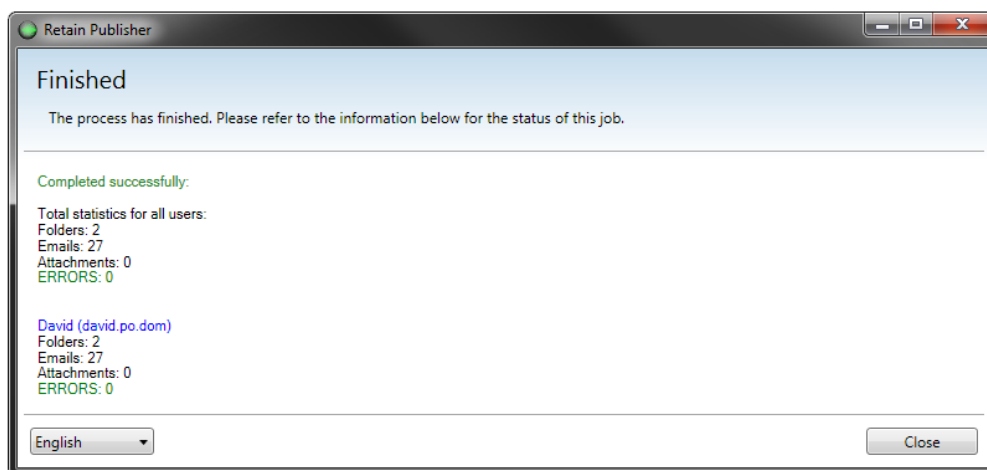 Retain Publisher
Finished
The process has finished. Please refer to the information below for the status of this job.
Completed successfully:
Total statistics for all users:
Folders: 2
Emails: 27
Attachments: 0
ERRORS: 0
David (david.po.dom)
Folders: 2
Emails: 27
Attachments: 0
ERRORS: 0
English
Close